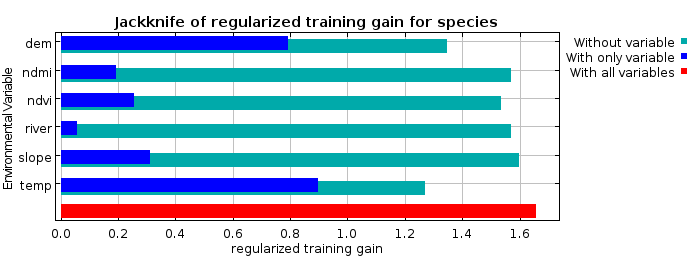 Jackknife of regularized training gain for species
Environmental Variable
dem
ndmi
ndvi
river
slope
temp
0.0 0.2 0.4 0.6 0.8 1.0 1.2 1.4 1.6
regularized training gain
Without variable
With only variable
With all variables